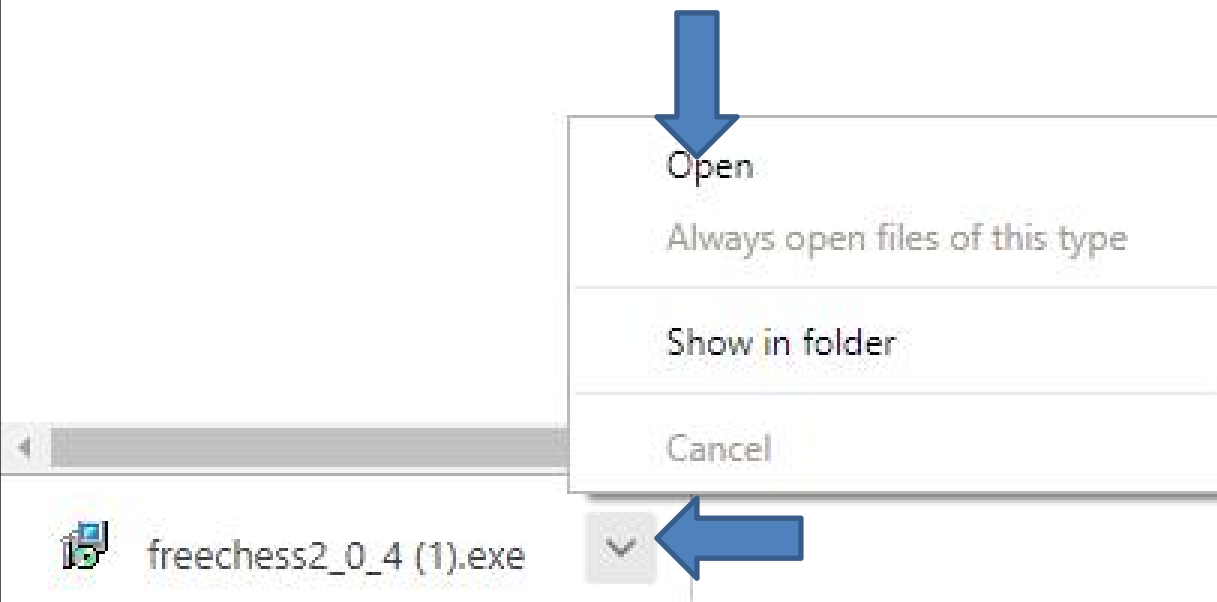 Open
Always open files of this type
Show in folder
Cancel
freechess2_0_4 (1).exe